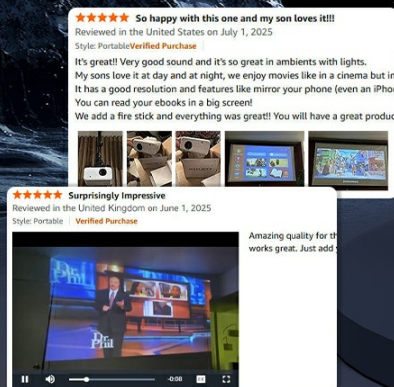 So happy with this one and my son loves it!!!
Reviewed in the United States on July 1, 2025
Style: Portable Verified Purchase
It's great!! Very good sound and it's so great in ambients with lights.
My sons love it at day and at night, we enjoy movies like in a cinema but in
It has a good resolution and features like mirror your phone (even an iPho
You can read your ebooks in a big screen!
We add a fire stick and everything was great!! You will have a great produc
Surprisingly Impressive
Reviewed in the United Kingdom on June 1, 2025
Style: Portable Verified Purchase
Amazing quality for th
works great. Just add
Dr Phil
Dr Phil
-0:08